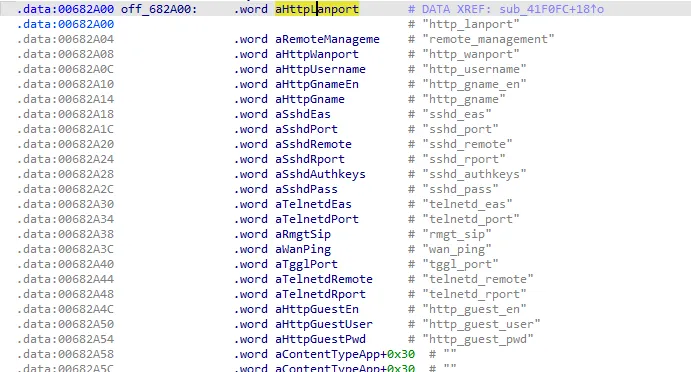 .data:00682A00 off_682A00: .word aHttpLanport # DATA XREF: sub_41F0FC+18↑o
.data:00682A00 # "http_lanport"
.data:00682A04 .word aRemoteManageme # "remote_management"
.data:00682A08 .word aHttpWanport # "http_wanport"
.data:00682A0C .word aHttpUsername # "http_username"
.data:00682A10 .word aHttpGnameEn # "http_gname_en"
.data:00682A14 .word aHttpGname # "http_gname"
.data:00682A18 .word aSshdEas # "sshd_eas"
.data:00682A1C .word aSshdPort # "sshd_port"
.data:00682A20 .word aSshdRemote # "sshd_remote"
.data:00682A24 .word aSshdRport # "sshd_rport"
.data:00682A28 .word aSshdAuthkeys # "sshd_authkeys"
.data:00682A2C .word aSshdPass # "sshd_pass"
.data:00682A30 .word aTelnetdEas # "telnetd_eas"
.data:00682A34 .word aTelnetdPort # "telnetd_port"
.data:00682A38 .word aRmgtSip # "rmgt_sip"
.data:00682A3C .word aWanPing # "wan_ping"
.data:00682A40 .word aTgglPort # "tggl_port"
.data:00682A44 .word aTelnetdRemote # "telnetd_remote"
.data:00682A48 .word aTelnetdRport # "telnetd_rport"
.data:00682A4C .word aHttpGuestEn # "http_guest_en"
.data:00682A50 .word aHttpGuestUser # "http_guest_user"
.data:00682A54 .word aHttpGuestPwd # "http_guest_pwd"
.data:00682A58 .word aContentTypeApp+0x30 # ""
.data:00682A5C .word aContentTypeApp+0x30 # ""